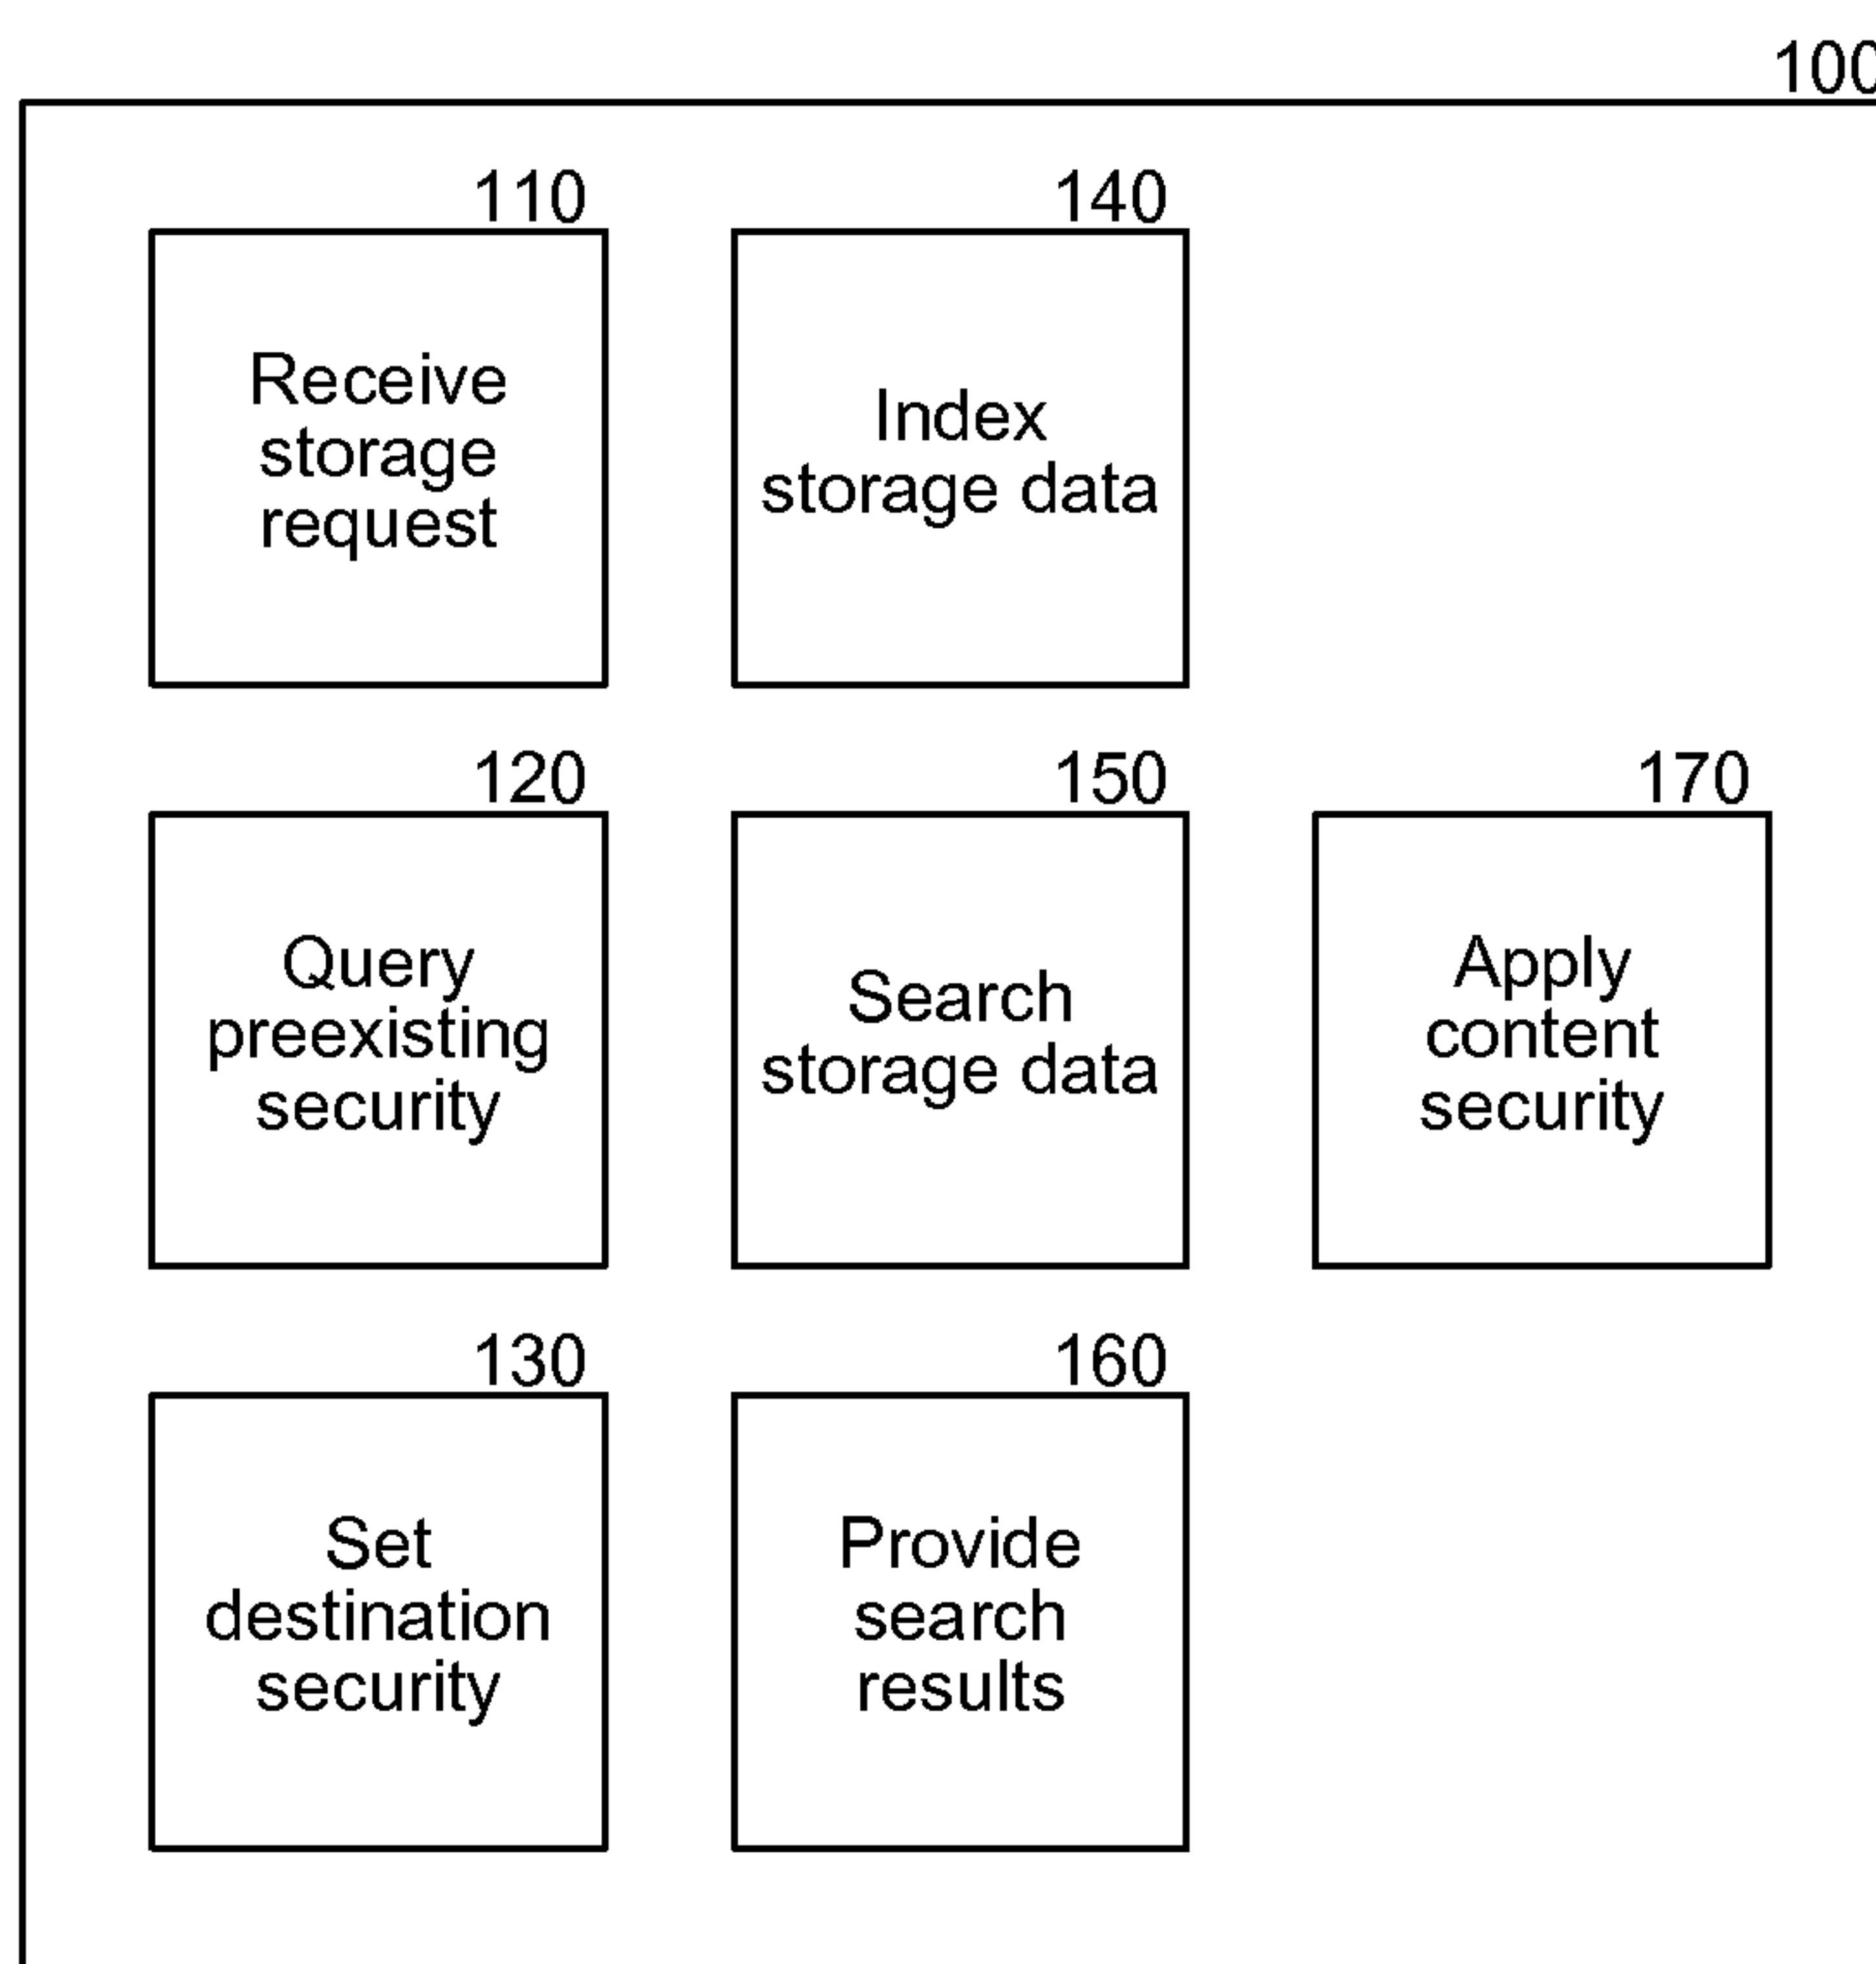 100
110
Receive
storage
request
140
Index
storage data
120
Query
preexisting
security
150
Search
storage data
170
Apply
content
security
130
Set
destination
security
160
Provide
search
results